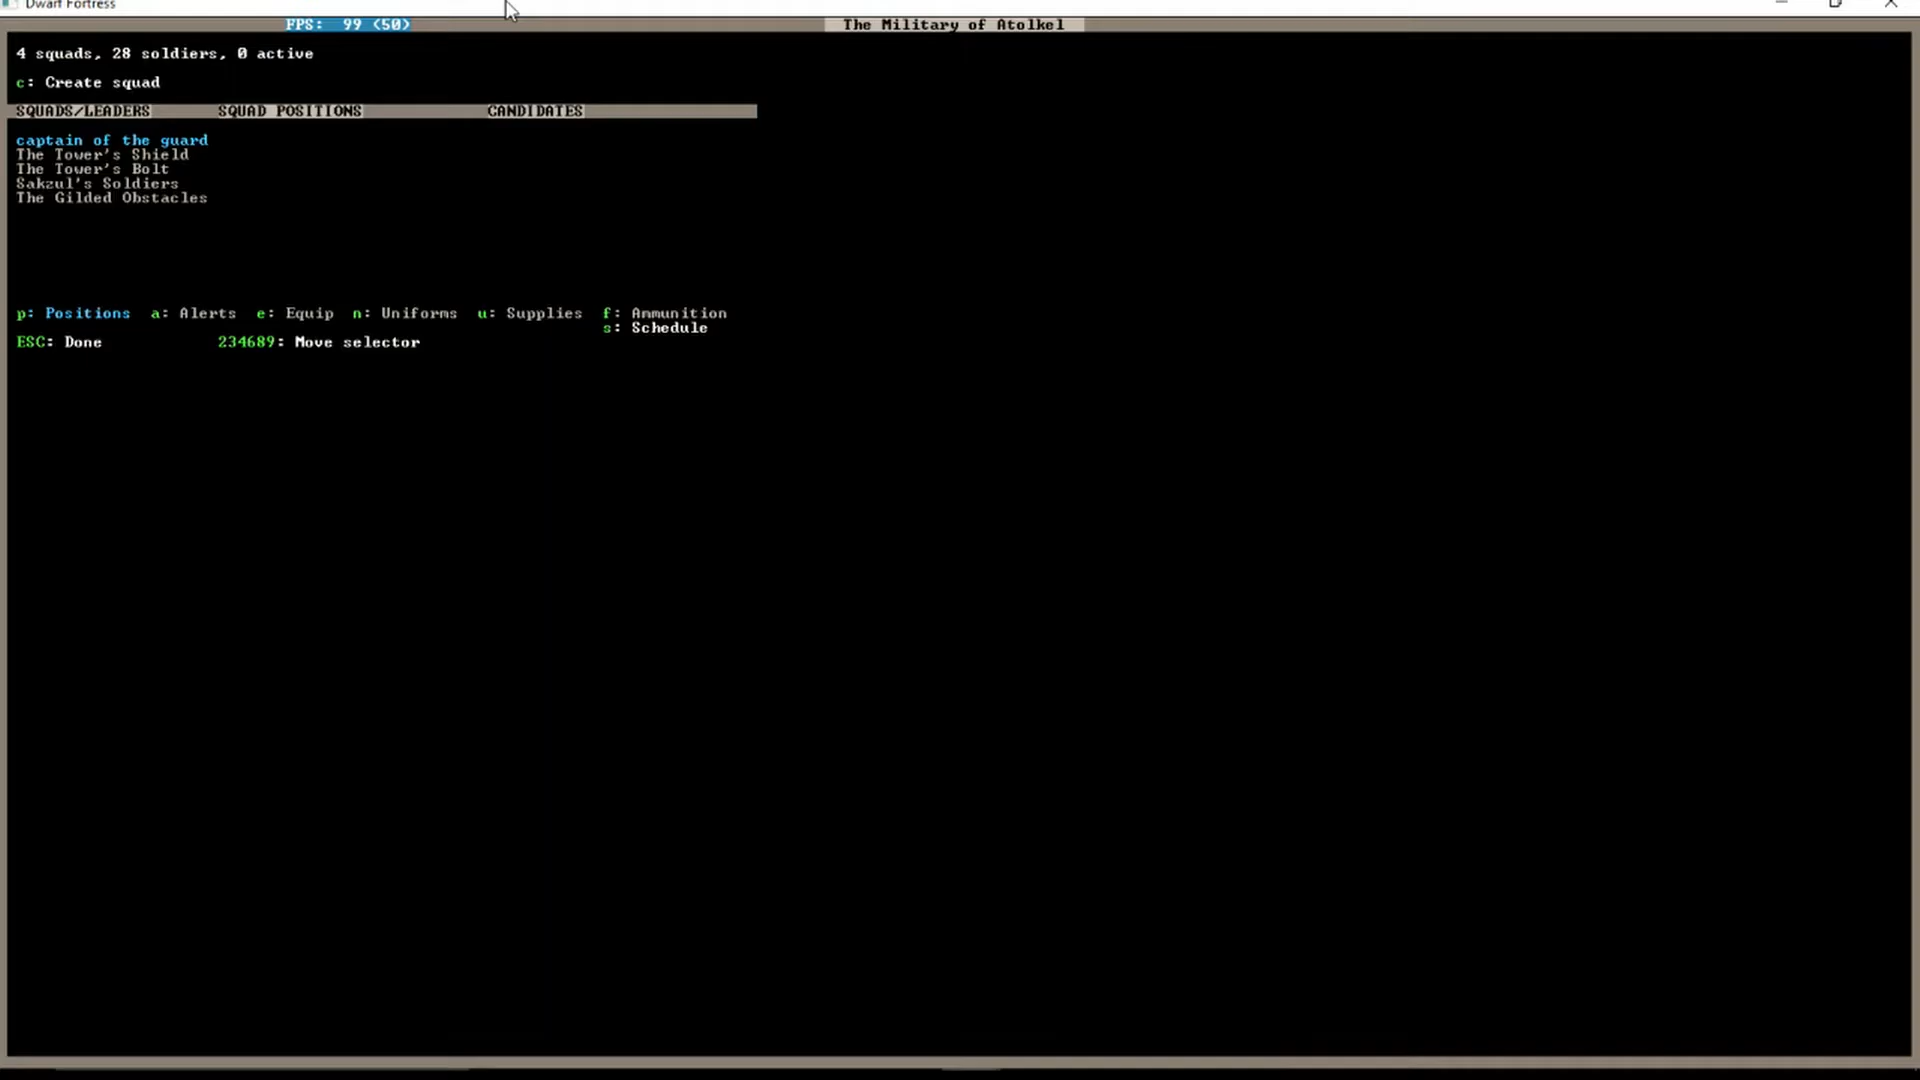 Dwarf Fortress
FPS: 99 (50) The Military of Atolkel
4 squads, 28 soldiers, 0 active
c: Create squad
SQUADS/LEADERS SQUAD POSITIONS CANDIDATES
captain of the guard
The Tower's Shield
The Tower's Bolt
Sakzul's Soldiers
The Gilded Obstacles
p: Positions a: Alerts e: Equip n: Uniforms u: Supplies f: Ammunition
s: Schedule
ESC: Done 234689: Move selector